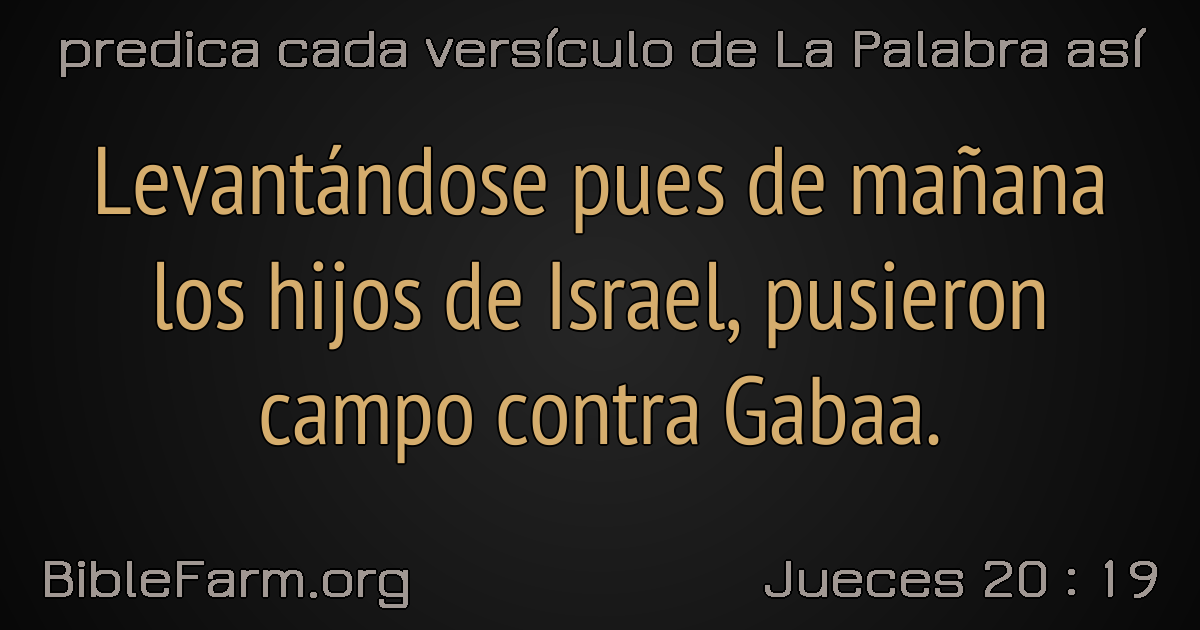 predica cada versículo de La Palabra así
Levantándose pues de mañana
los hijos de Israel, pusieron
campo contra Gabaa.
BibleFarm.org
Jueces 20 : 19